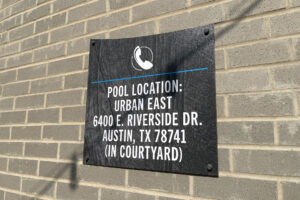 POOL LOCATION:
URBAN EAST
6400 E. RIVERSIDE DR.
AUSTIN, TX 78741
(IN COURTYARD)